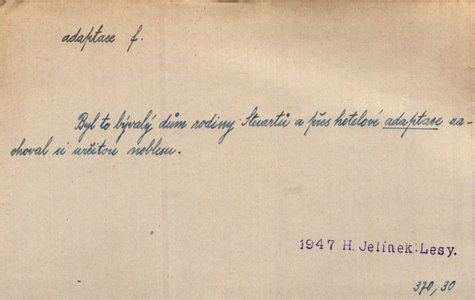 adaptace f.
Byl to bývalý dům rodiny Stuartů a přes hotelové adaptace za-
choval si určitou noblesu.
1947 H. Jelínek: Lesy.
370, 30